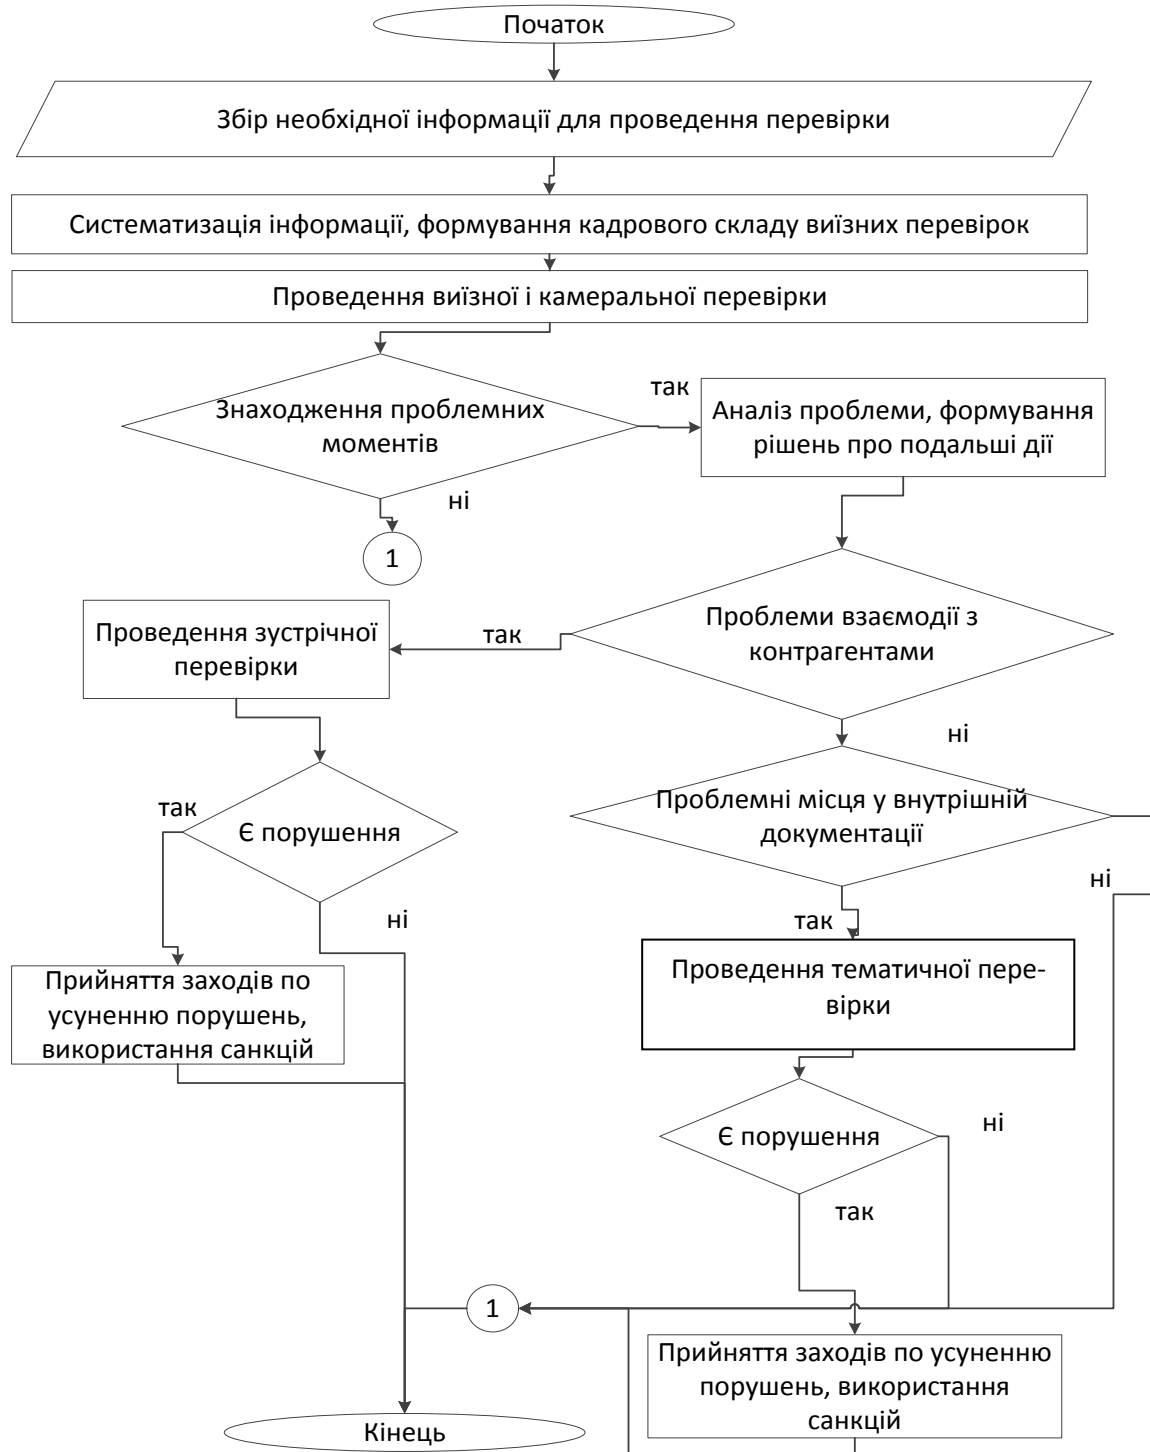 Початок
Збір необхідної інформації для проведення перевірки
Систематизація інформації, формування кадрового складу виїзних перевірок
Проведення виїзної і камеральної перевірки
Знаходження проблемних
моментів
так
Аналіз проблеми, формування
рішень про подальші дії
ні
1
Проблеми взаємодії з
контрагентами
так
Проведення зустрічної
перевірки
ні
Проблемні місця у внутрішній
документації
так
Є порушення
ні
ні
так
Прийняття заходів по
усуненню порушень,
використання санкцій
Проведення тематичної пере-
вірки
Є порушення
ні
так
1
Прийняття заходів по усуненню
порушень, використання
санкцій
Кінець